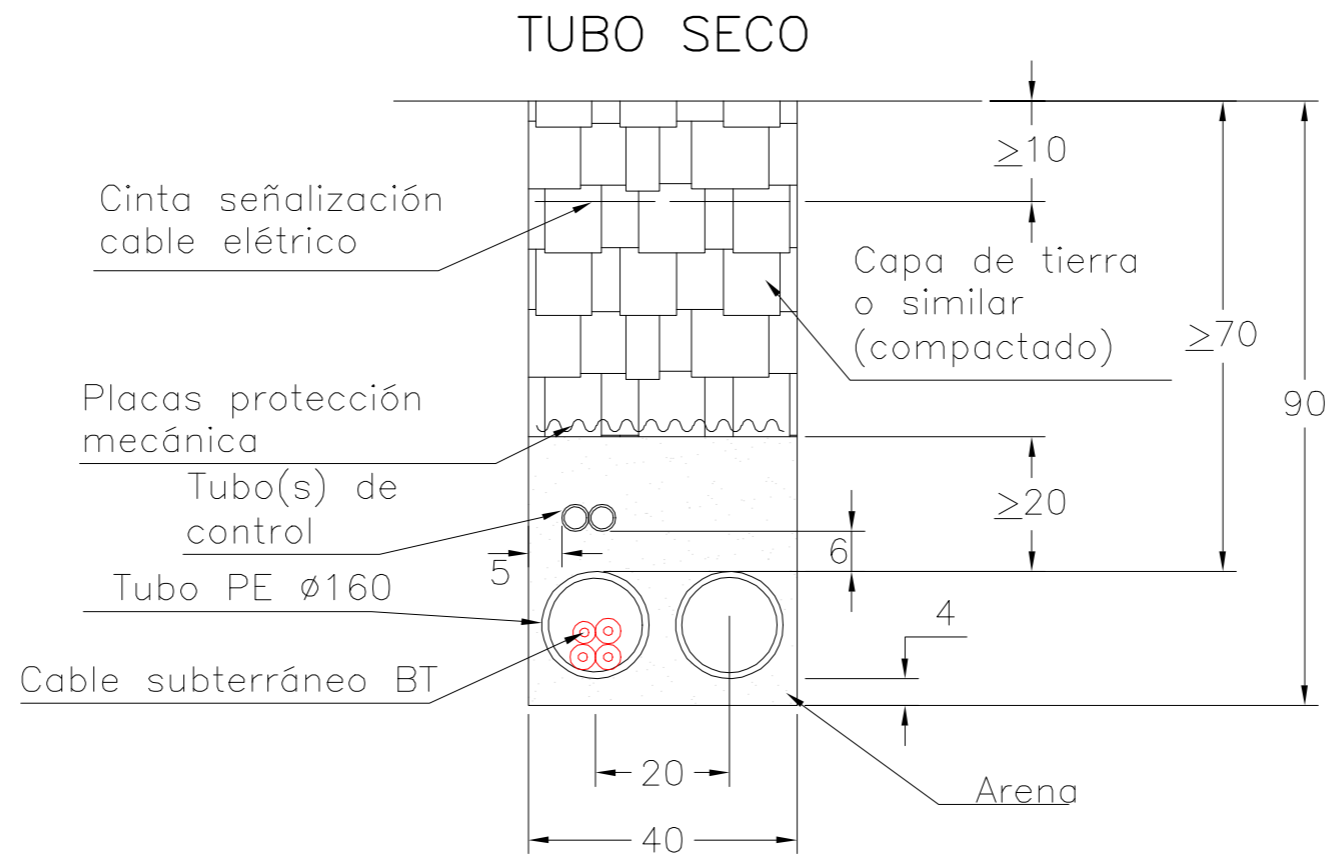 TUBO SECO
≥10
Cinta señalización
cable elétrico
Capa de tierra
o similar
(compactado)
≥70
90
Placas protección
mecánica
Tubo(s) de
control
≥20
5
6
Tubo PE ø160
4
Cable subterráneo BT
20
Arena
40